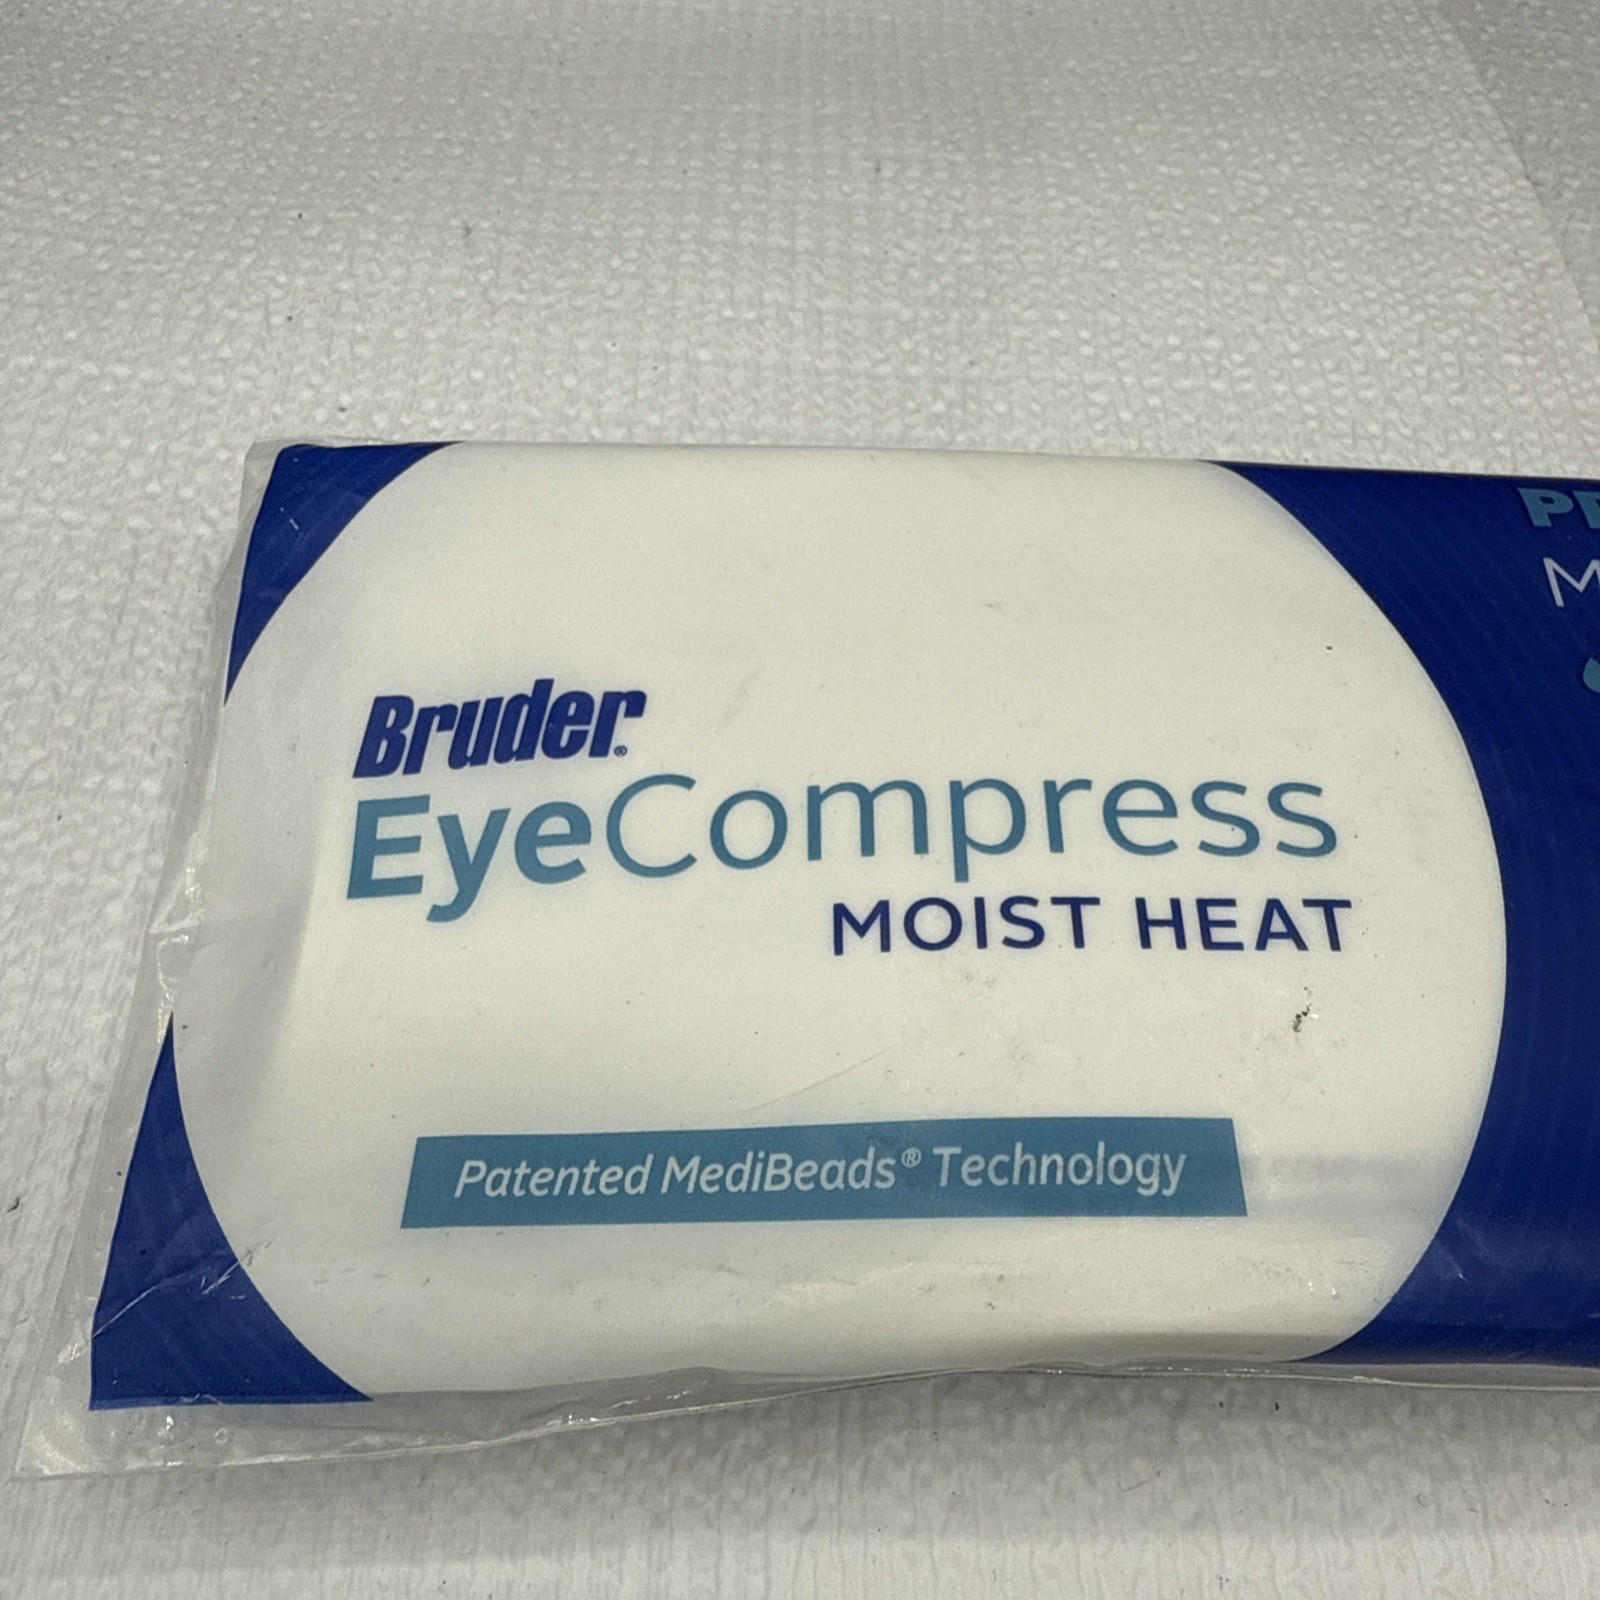 Bruder®
EyeCompress
MOIST HEAT
Patented MediBeads® Technology